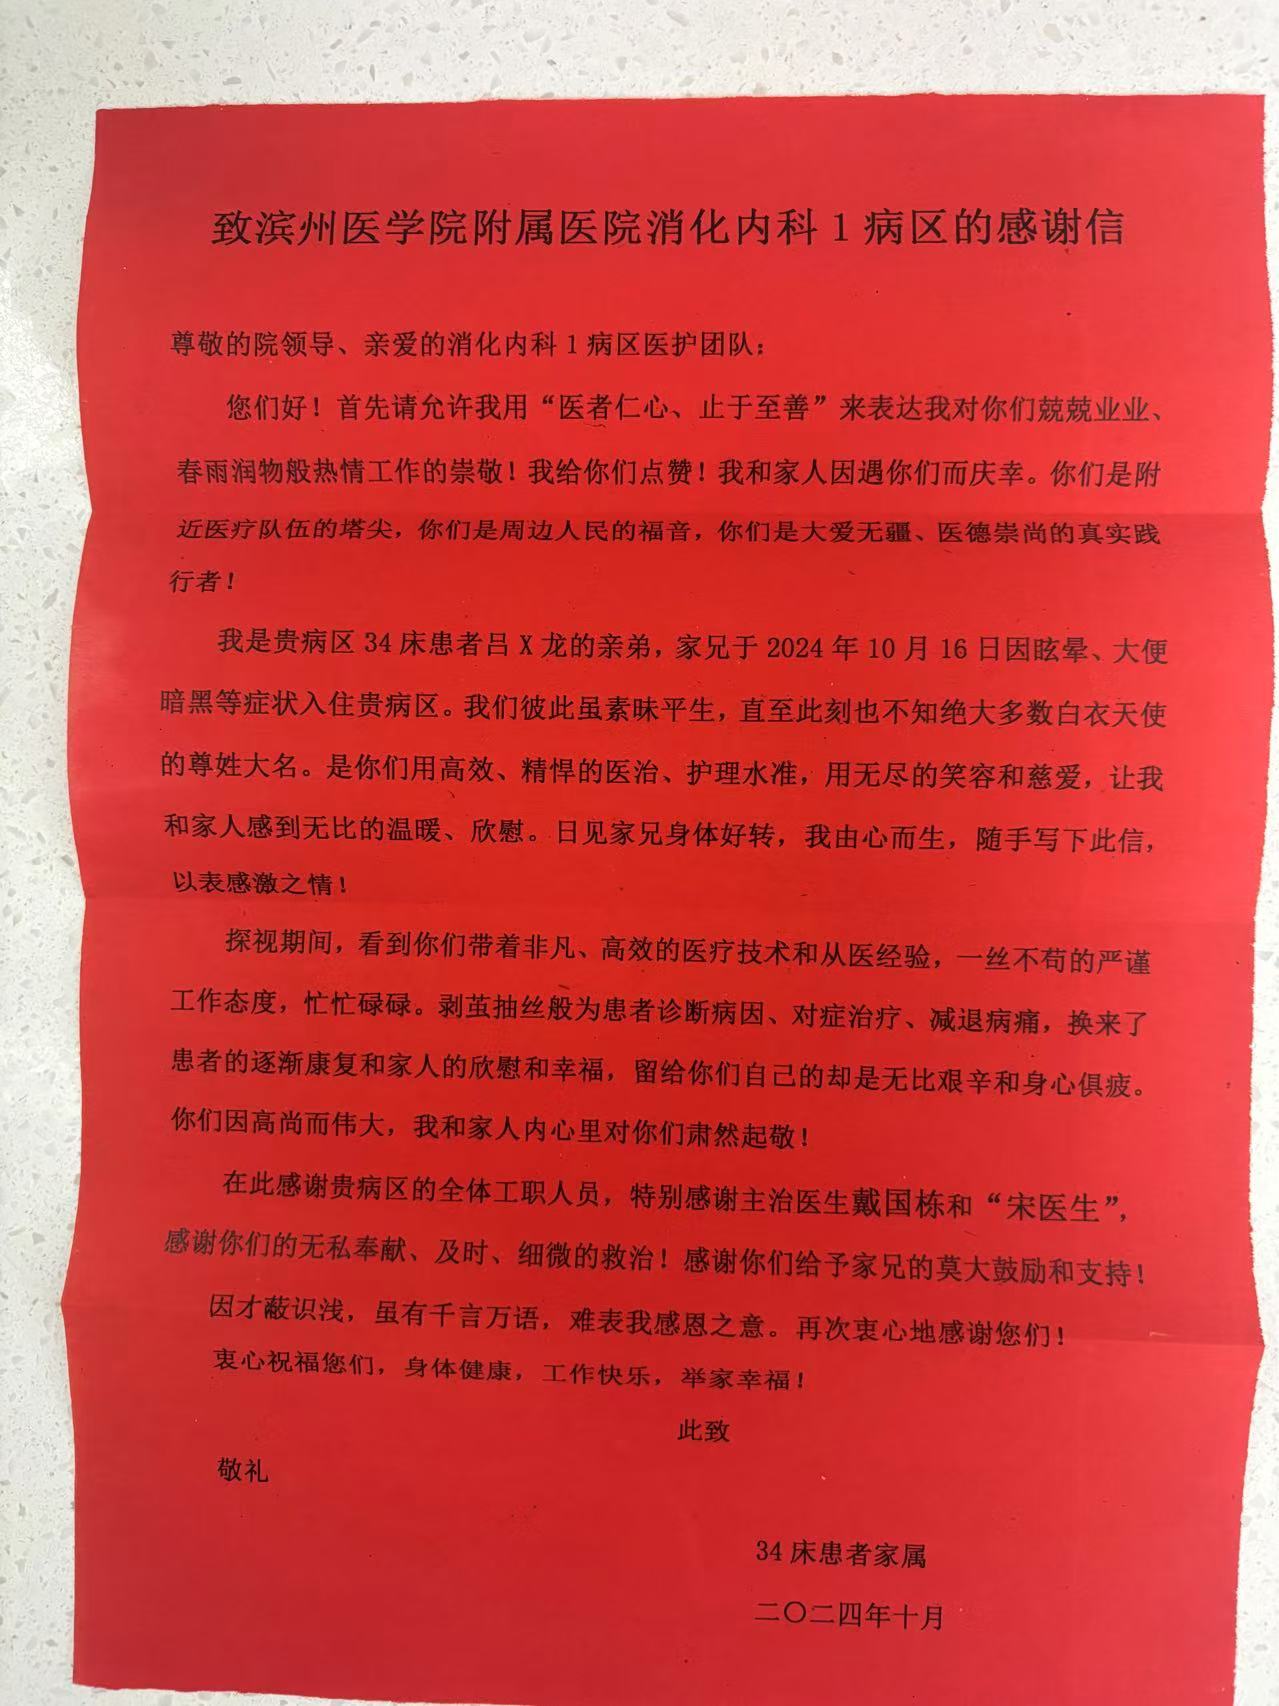 致滨州医学院附属医院消化内科1病区的感谢信
尊敬的院领导、亲爱的消化内科1病区医护团队：
您们好！首先请允许我用“医者仁心、止于至善”来表达我对你们兢兢业业、
春雨润物般热情工作的崇敬！我给你们点赞！我和家人因遇你们而庆幸。你们是附
近医疗队伍的塔尖，你们是周边人民的福音，你们是大爱无疆、医德崇尚的真实践
行者！
我是贵病区34床患者吕X龙的亲弟，家兄于2024年10月16日因眩晕、大便
暗黑等症状入住贵病区。我们彼此虽素昧平生，直至此刻也不知绝大多数白衣天使
的尊姓大名。是你们用高效、精悍的医治、护理水准，用无尽的笑容和慈爱，让我
和家人感到无比的温暖、欣慰。日见家兄身体好转，我由心而生，随手写下此信，
以表感激之情！
探视期间，看到你们带着非凡、高效的医疗技术和从医经验，一丝不苟的严谨
工作态度，忙忙碌碌。剥茧抽丝般为患者诊断病因、对症治疗、减退病痛，换来了
患者的逐渐康复和家人的欣慰和幸福，留给你们自己的却是无比艰辛和身心俱疲。
你们因高尚而伟大，我和家人内心里对你们肃然起敬！
在此感谢贵病区的全体工职人员，特别感谢主治医生戴国栋和“宋医生”，
感谢你们的无私奉献、及时、细微的救治！感谢你们给予家兄的莫大鼓励和支持！
因才蔽识浅，虽有千言万语，难表我感恩之意。再次衷心地感谢您们！
衷心祝福您们，身体健康，工作快乐，举家幸福！
此致
敬礼
34床患者家属
二〇二四年十月